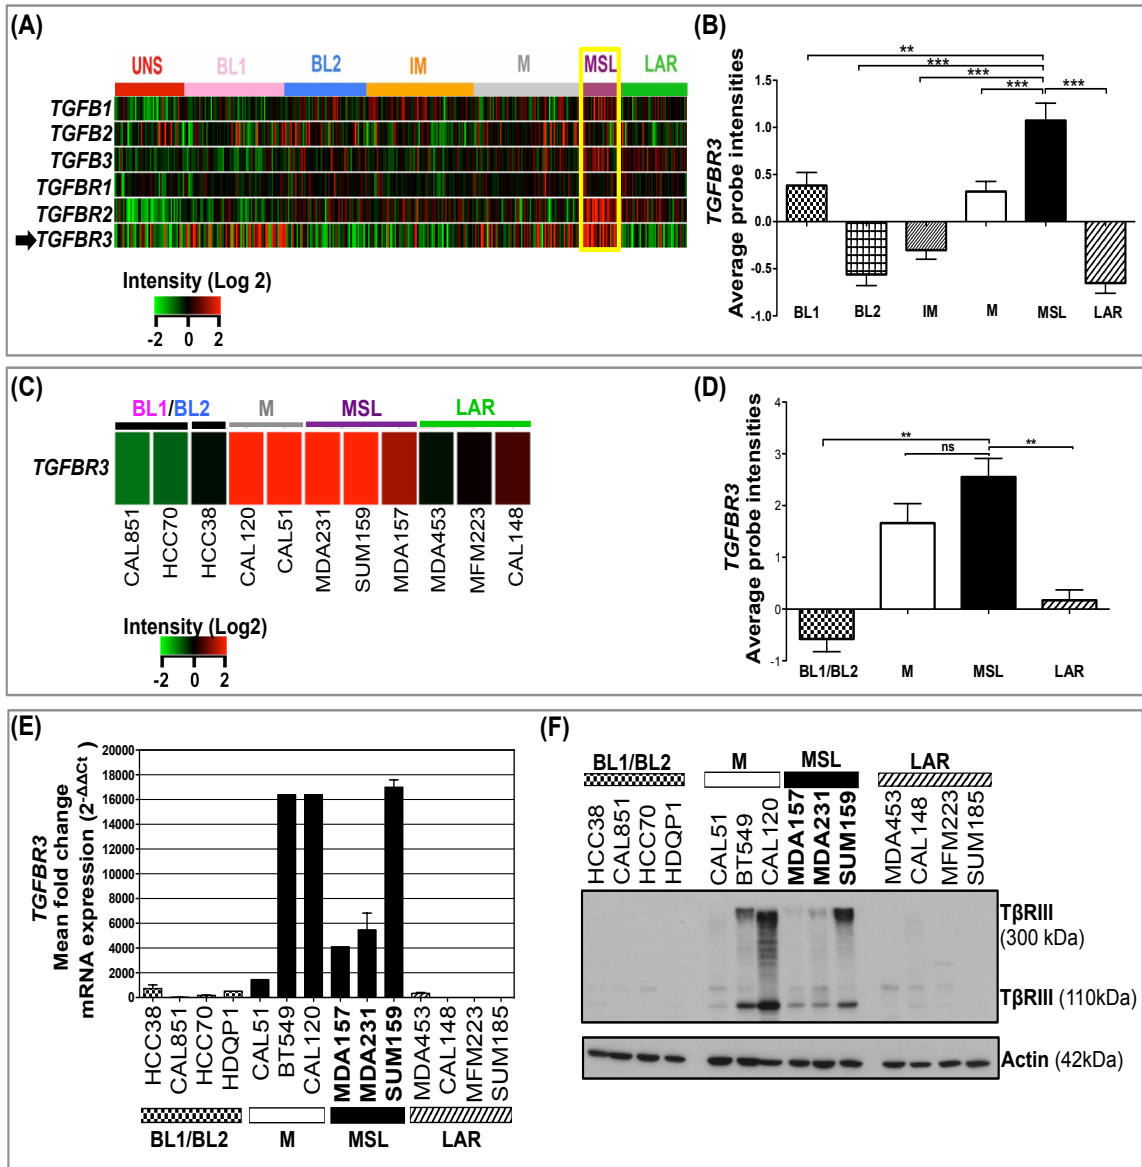 (A)
UNS BL1 BL2 IM M MSL LAR
TGFB1
TGFB2
TGFB3
TGFBR1
TGFBR2
TGFBR3
Intensity (Log 2)
-2 0 2
(B)
** 
***
***
*** ***
TGFBR3
Average probe intensities
1.5
1.0
0.5
0.0
-0.5
-1.0
BL1 BL2 IM M MSL LAR
(C)
BL1/BL2 M MSL LAR
TGFBR3
CAL851 HCC70 HCC38 CAL120 CAL51 MDA231 SUM159 MDA157 MDA453 MFM223 CAL148
Intensity (Log2)
-2 0 2
(D)
**
ns **
TGFBR3
Average probe intensities
4
3
2
0
-1
BL1/BL2 M MSL LAR
(E)
TGFBR3
Mean fold change
mRNA expression (2-ΔΔCt )
20000
18000
16000
14000
12000
10000
8000
6000
4000
2000
0
HCC38 CAL851 HCC70 HDQP1 CAL51 BT549 CAL120 MDA157 MDA231 SUM159 MDA453 CAL148 MFM223 SUM185
BL1/BL2 M MSL LAR
(F)
BL1/BL2 M MSL LAR
HCC38 CAL851 HCC70 HDQP1 CAL51 BT549 CAL120 MDA157 MDA231 SUM159 MDA453 CAL148 MFM223 SUM185
TβRIII
(300 kDa)
TβRIII (110kDa)
Actin (42kDa)